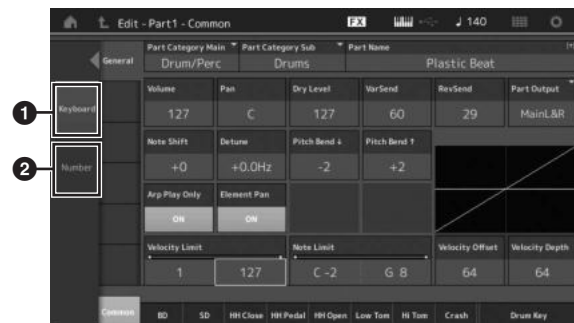 Edit - Part1 - Common FX ♩ 140
Part Category Main Part Category Sub Part Name
General Drum/Perc Drums Plastic Beat
Volume Pan Dry Level VarSend RevSend Part Output
1 Keyboard 127 C 127 60 29 MainL&R
Note Shift Detune Pitch Bend ↓ Pitch Bend ↑
2 Number +0 +0.0Hz -2 +2
Arp Play Only Element Pan
ON ON
Velocity Limit Note Limit Velocity Offset Velocity Depth
1 127 C -2 G 8 64 64
Common BD SD HH Close HH Pedal HH Open Low Tom Hi Tom Crash Drum Key